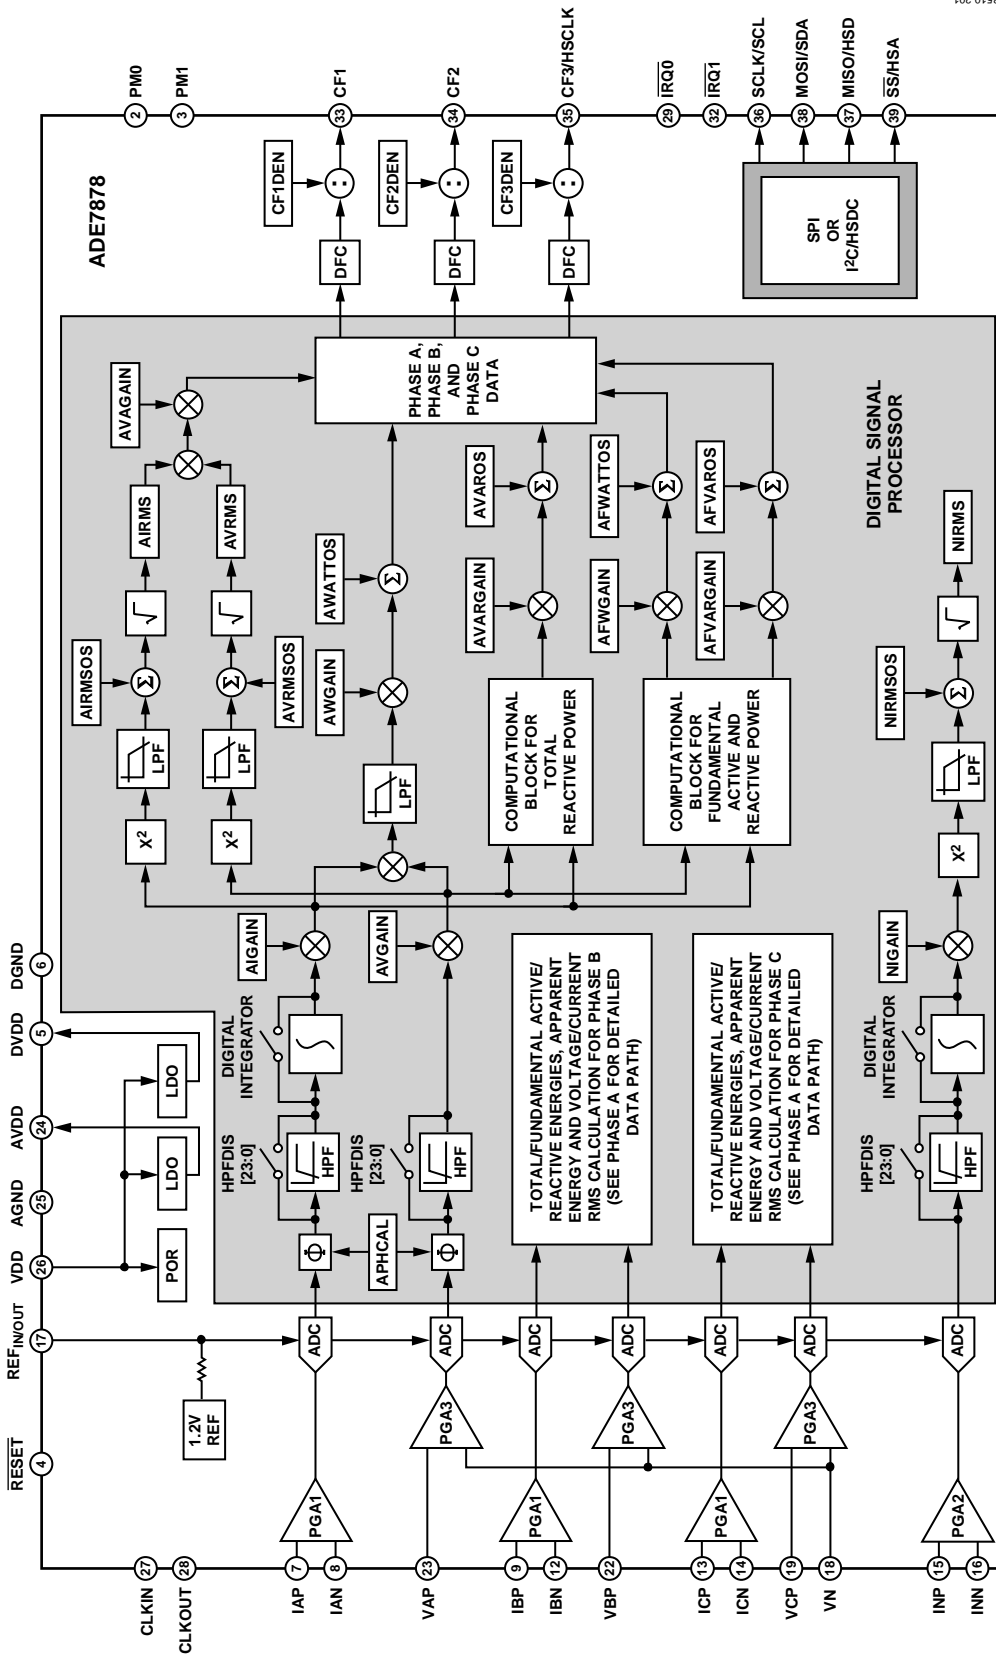 ADE7878
RESET
4
REFIN/OUT
17
VDD
26
AGND
25
AVDD
24
DVDD
5
DGND
6
CLKIN
27
CLKOUT
28
1.2V
REF
POR
LDO
LDO
2
PM0
3
PM1
33
CF1
34
CF2
35
CF3/HSCLK
29
IRQ0
32
IRQ1
36
SCLK/SCL
38
MOSI/SDA
37
MISO/HSD
39
SS/HSA
IAP
7
IAN
8
PGA1
ADC
VAP
23
PGA3
ADC
IBP
9
IBN
12
PGA1
ADC
VBP
22
PGA3
ADC
ICP
13
ICN
14
PGA1
ADC
VCP
19
VN
18
PGA3
ADC
INP
15
INN
16
PGA2
ADC
Φ
APHCAL
Φ
HPFDIS
[23:0]
HPF
DIGITAL
INTEGRATOR
∫
AIGAIN
HPFDIS
[23:0]
HPF
AVGAIN
X2
LPF
AIRMSOS
Σ
√
AIRMS
X2
LPF
AVRMSOS
Σ
√
AVRMS
AVAGAIN
LPF
AWGAIN
AWATTOS
Σ
COMPUTATIONAL
BLOCK FOR
TOTAL
REACTIVE POWER
AVARGAIN
AVAROS
Σ
COMPUTATIONAL
BLOCK FOR
FUNDAMENTAL
ACTIVE AND
REACTIVE POWER
AFWGAIN
AFWATTOS
Σ
AFVARGAIN
AFVAROS
Σ
PHASE A,
PHASE B,
AND
PHASE C
DATA
DFC
CF1DEN
:
DFC
CF2DEN
:
DFC
CF3DEN
:
TOTAL/FUNDAMENTAL ACTIVE/
REACTIVE ENERGIES, APPARENT
ENERGY AND VOLTAGE/CURRENT
RMS CALCULATION FOR PHASE B
(SEE PHASE A FOR DETAILED
DATA PATH)
TOTAL/FUNDAMENTAL ACTIVE/
REACTIVE ENERGIES, APPARENT
ENERGY AND VOLTAGE/CURRENT
RMS CALCULATION FOR PHASE C
(SEE PHASE A FOR DETAILED
DATA PATH)
HPFDIS
[23:0]
HPF
DIGITAL
INTEGRATOR
∫
NIGAIN
X2
LPF
NIRMSOS
Σ
√
NIRMS
DIGITAL SIGNAL
PROCESSOR
SPI
OR
I2C/HSDC